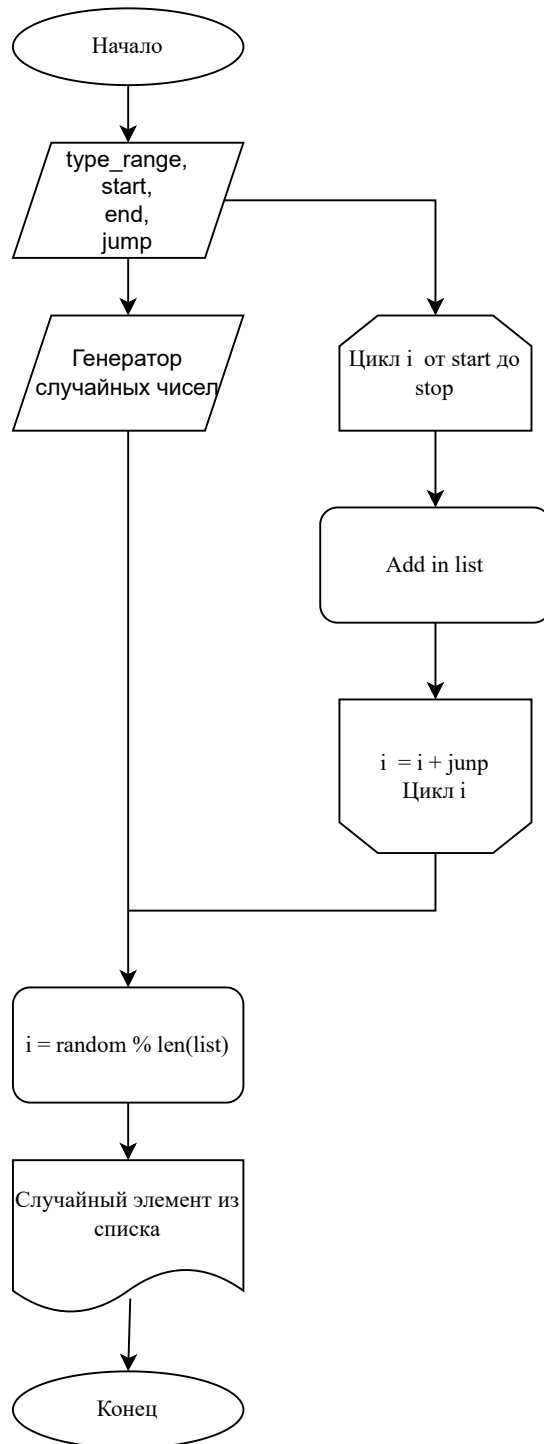 Начало
type_range,
start,
end,
jump
Генератор
случайных чисел
Цикл i от start до
stop
Add in list
i = i + junp
Цикл i
i = random % len(list)
Случайный элемент из
списка
Конец